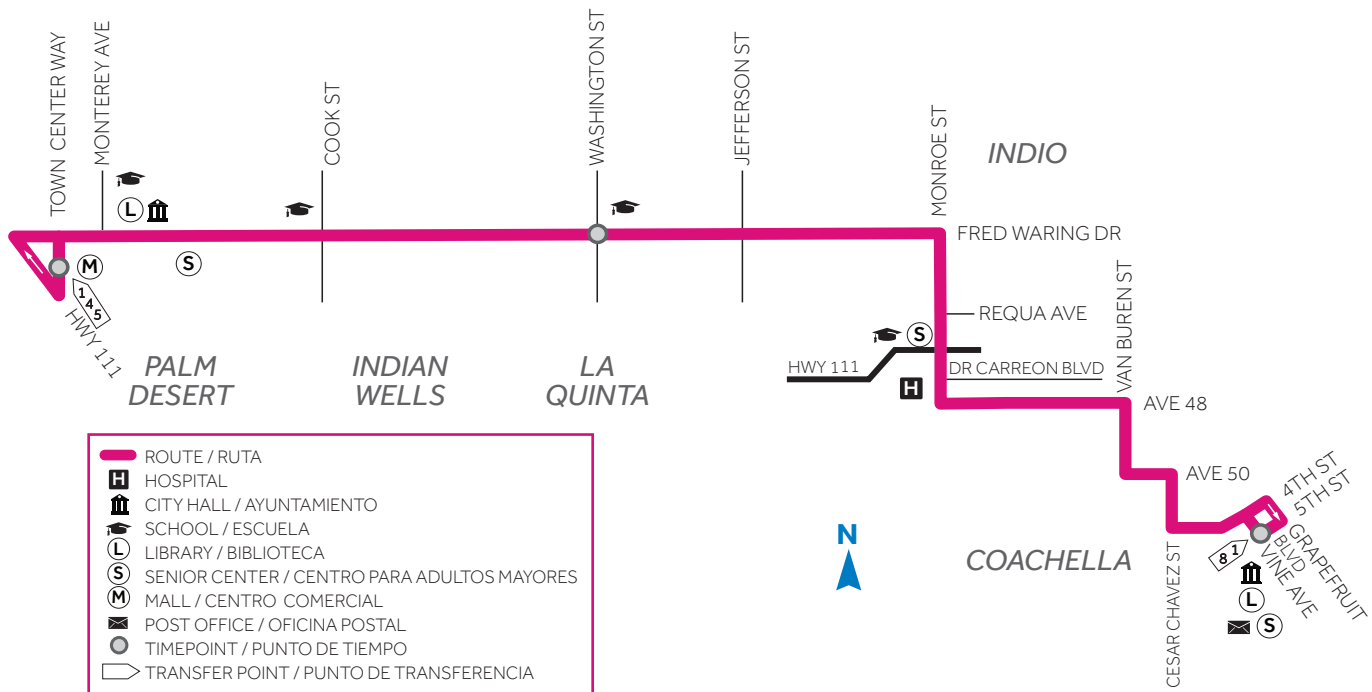 TOWN CENTER WAY
MONTEREY AVE
COOK ST
WASHINGTON ST
JEFFERSON ST
MONROE ST
INDIO
L
FRED WARING DR
M
S
1
4
5
HWY 111
VAN BUREN ST
REQUA AVE
S
HWY 111
DR CARREON BLVD
H
PALM
DESERT
INDIAN
WELLS
LA
QUINTA
AVE 48
AVE 50
4TH ST
5TH ST
GRAPEFRUIT
BLVD
VINE AVE
8 1
L
S
CESAR CHAVEZ ST
COACHELLA
N
ROUTE / RUTA
H HOSPITAL
CITY HALL / AYUNTAMIENTO
SCHOOL / ESCUELA
L LIBRARY / BIBLIOTECA
S SENIOR CENTER / CENTRO PARA ADULTOS MAYORES
M MALL / CENTRO COMERCIAL
POST OFFICE / OFICINA POSTAL
TIMEPOINT / PUNTO DE TIEMPO
TRANSFER POINT / PUNTO DE TRANSFERENCIA